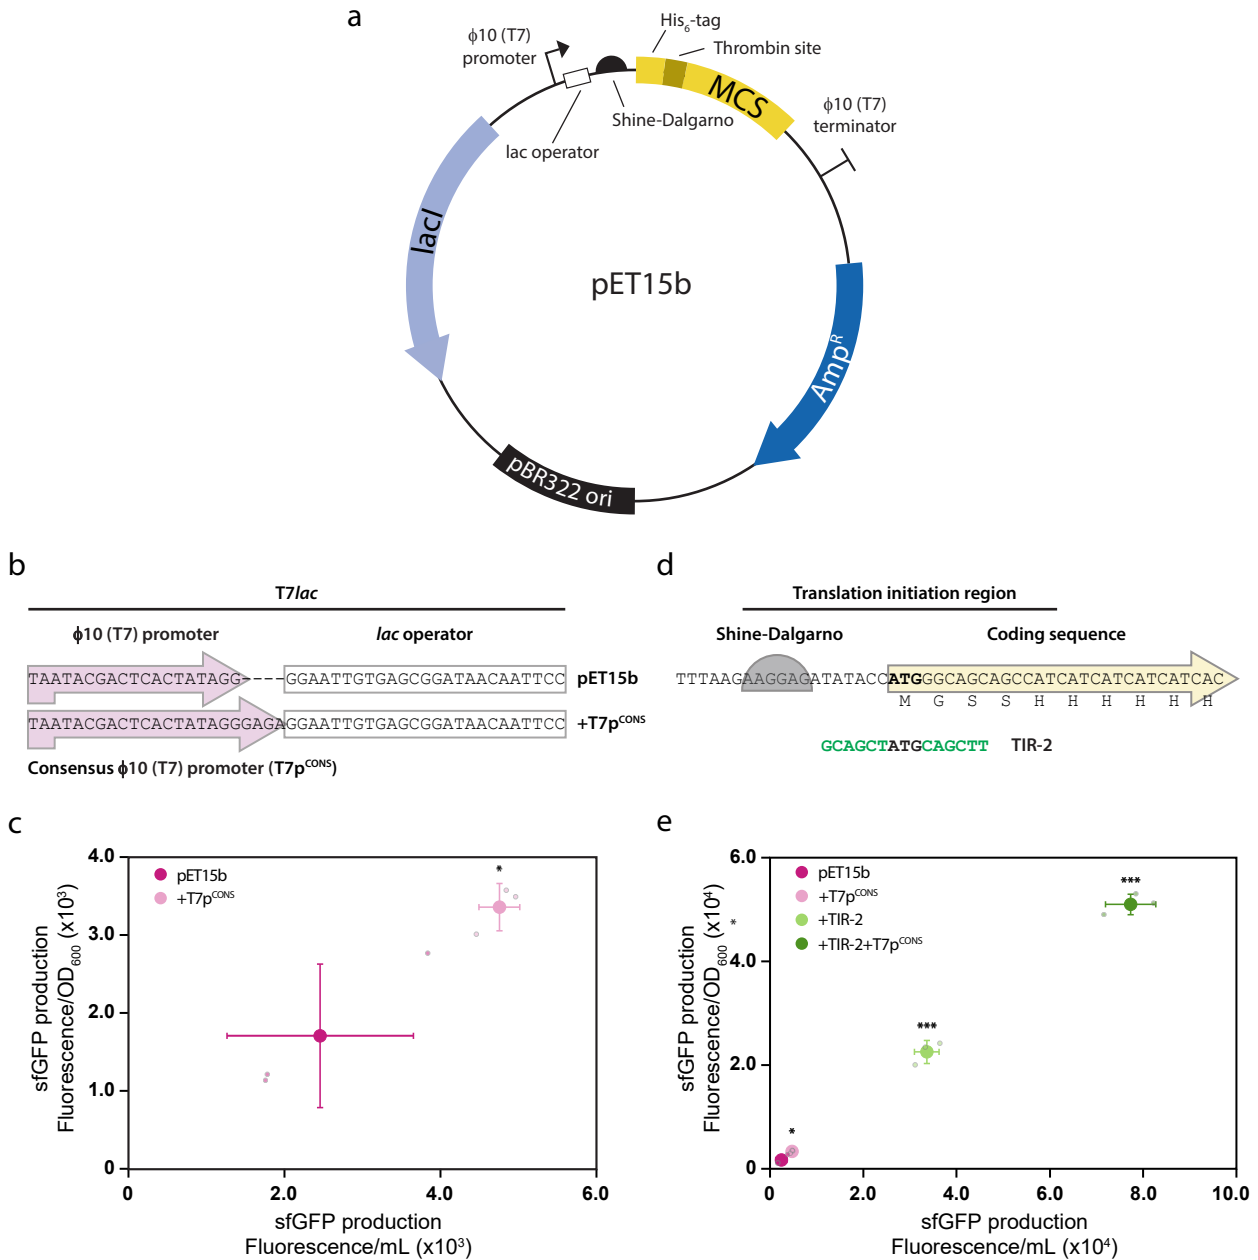 a
His6-tag
ϕ10 (T7)
promoter
Thrombin site
MCS
ϕ10 (T7)
terminator
Shine-Dalgarno
lac operator
lacI
pET15b
AmpR
pBR322 ori
b
T7lac
ϕ10 (T7) promoter
lac operator
TAATACGACTCACTATAGG----GGAATTGTGAGCGGATAACAATTCC pET15b
TAATACGACTCACTATAGGGAGAGGAATTGTGAGCGGATAACAATTCC +T7pCONS
Consensus ϕ10 (T7) promoter (T7pCONS)
d
Translation initiation region
Shine-Dalgarno
Coding sequence
TTTAAGAAGGAGATATACCATGGGCAGCAGCCATCATCATCATCATCAC
M G S S H H H H H H
GCAGCTATGCAGCTT TIR-2
c
sfGFP production
Fluorescence/OD600 (x10³)
4.0
3.0
2.0
1.0
0
pET15b
+T7pCONS
*
0 2.0 4.0 6.0
sfGFP production
Fluorescence/mL (x10³)
e
sfGFP production
Fluorescence/OD600 (x10⁴)
*
6.0
4.0
2.0
0
pET15b
+T7pCONS
+TIR-2
+TIR-2+T7pCONS
***
***
*
0 2.0 4.0 6.0 8.0 10.0
sfGFP production
Fluorescence/mL (x10⁴)